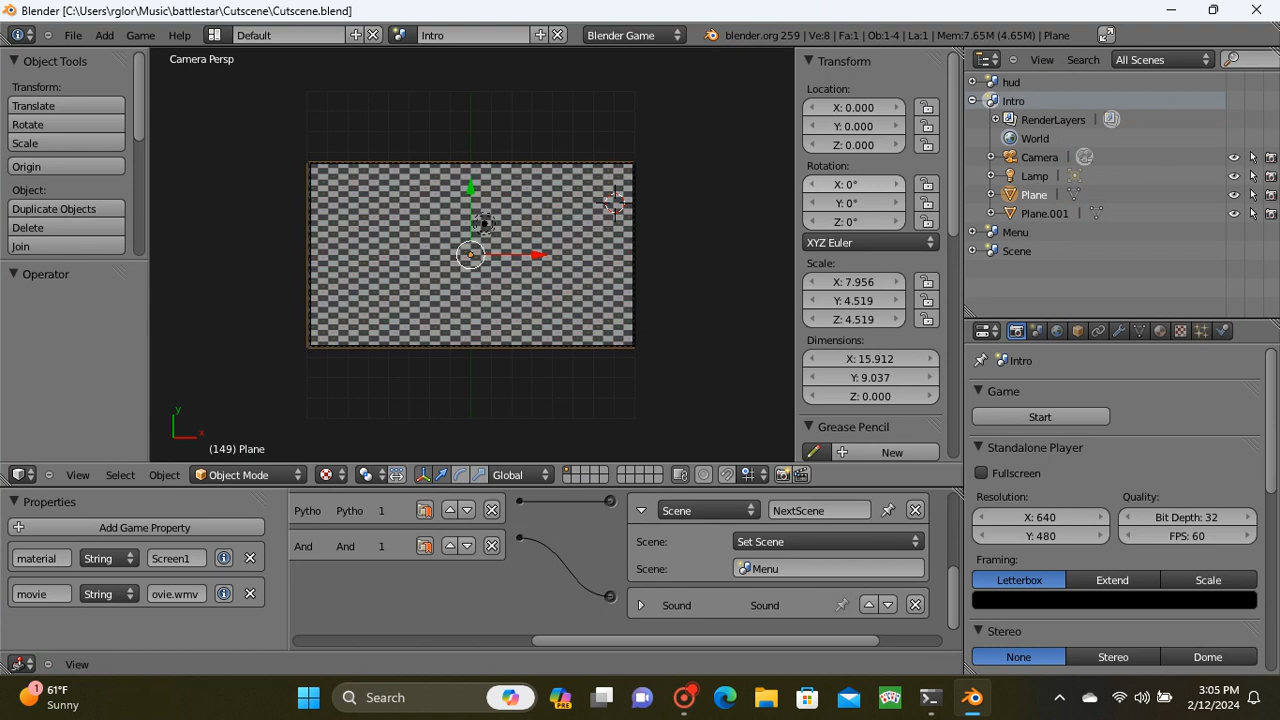 Blender [C:\Users\rglor\Music\battlestar\Cutscene\Cutscene.blend]
File Add Game Help Default Intro Blender Game blender.org 259 | Ve:8 | Fa:1 | Ob:1-4 | La:1 | Mem:7.65M (4.65M) | Plane
Object Tools
Transform:
Translate
Rotate
Scale
Origin
Object:
Duplicate Objects
Delete
Join
Operator
Camera Persp
y
x
(149) Plane
Transform
Location:
X: 0.000
Y: 0.000
Z: 0.000
Rotation:
X: 0°
Y: 0°
Z: 0°
XYZ Euler
Scale:
X: 7.956
Y: 4.519
Z: 4.519
Dimensions:
X: 15.912
Y: 9.037
Z: 0.000
Grease Pencil
New
View Search All Scenes
hud
Intro
RenderLayers
World
Camera
Lamp
Plane
Plane.001
Menu
Scene
Intro
Game
Start
Standalone Player
Fullscreen
Resolution: Quality:
X: 640 Bit Depth: 32
Y: 480 FPS: 60
Framing:
Letterbox Extend Scale
Stereo
None Stereo Dome
View Select Object Object Mode Global
Properties
Add Game Property
material String Screen1
movie String ovie.wmv
Pytho Pytho 1
And And 1
Scene NextScene
Scene: Set Scene
Scene: Menu
Sound Sound
View
1
61°F
Sunny
Search
PRE
3:05 PM
2/12/2024